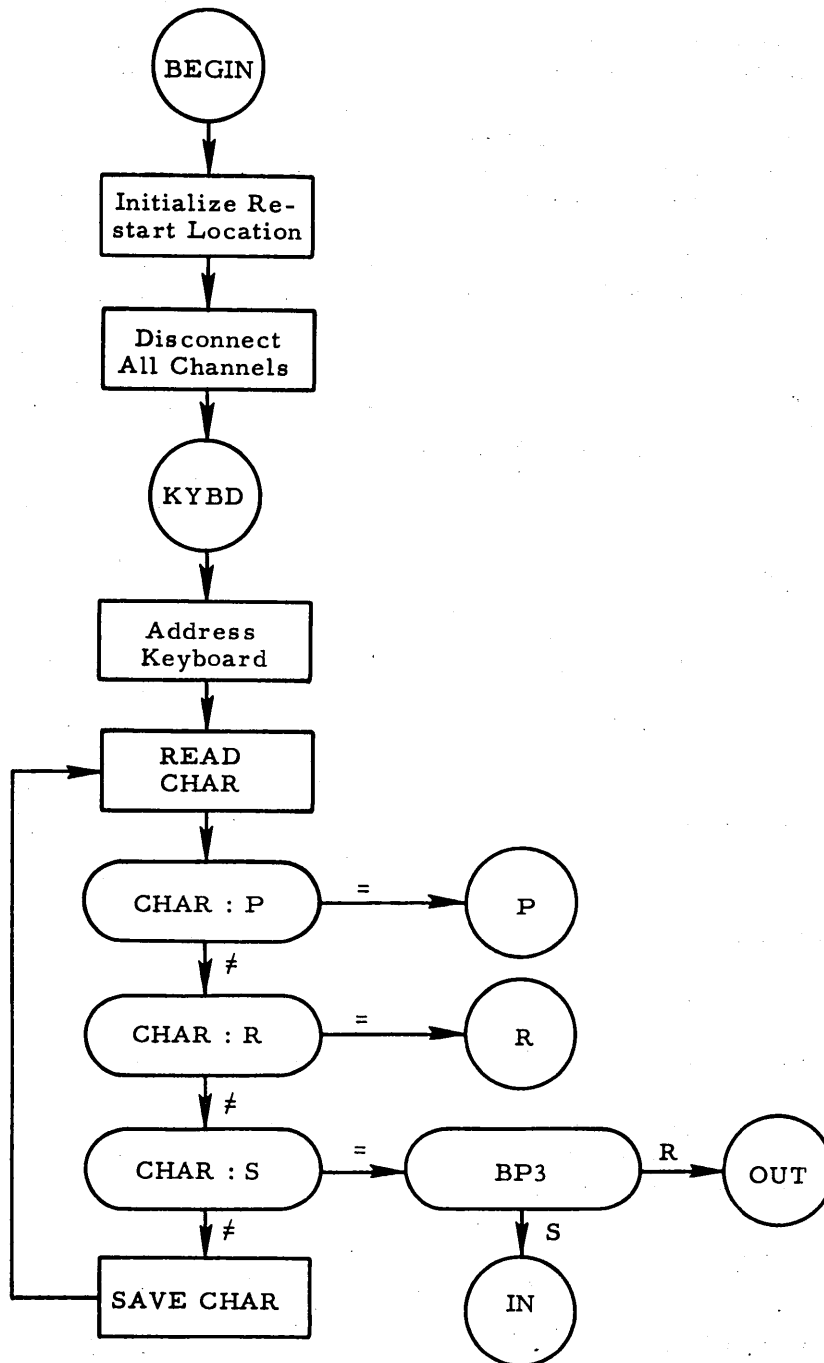 BEGIN
Initialize Re-
start Location
Disconnect
All Channels
KYBD
Address
Keyboard
READ
CHAR
CHAR : P
=
P
≠
CHAR : R
=
R
≠
CHAR : S
=
BP3
R
OUT
≠
S
SAVE CHAR
IN